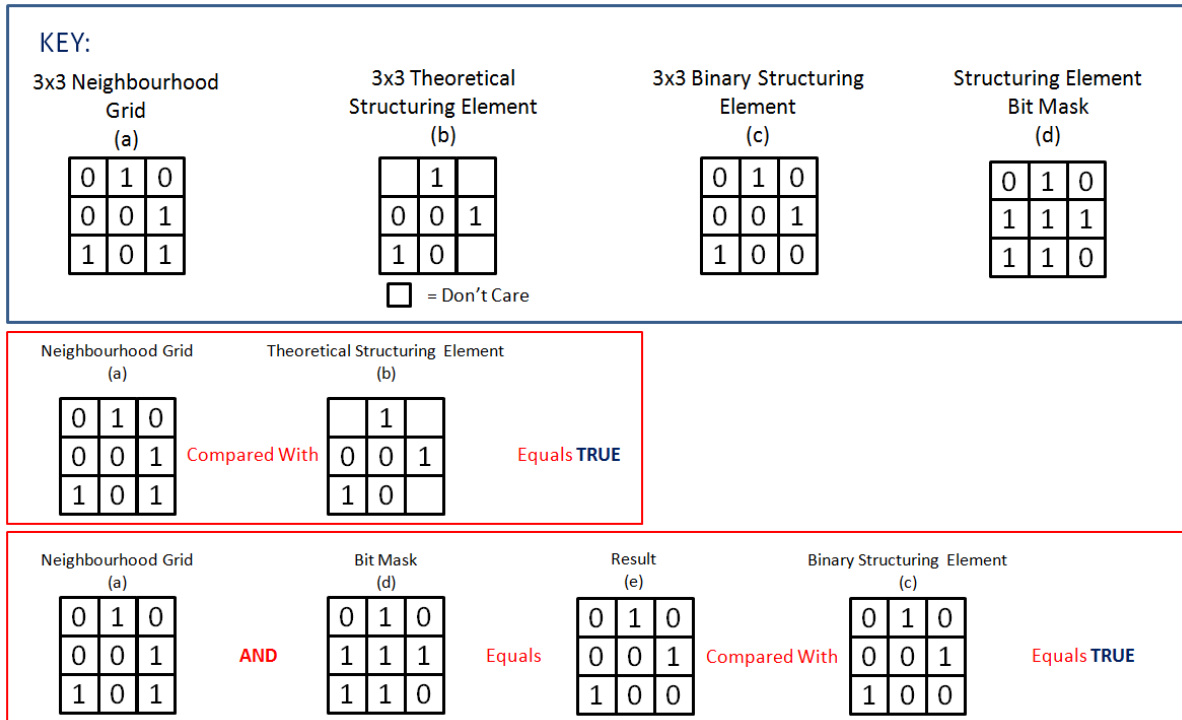 KEY:
3x3 Neighbourhood
Grid
(a)
0 1 0
0 0 1
1 0 1
3x3 Theoretical
Structuring Element
(b)
1
0 0 1
1 0
= Don't Care
3x3 Binary Structuring
Element
(c)
0 1 0
0 0 1
1 0 0
Structuring Element
Bit Mask
(d)
0 1 0
1 1 1
1 1 0
Neighbourhood Grid
(a)
0 1 0
0 0 1
1 0 1
Compared With
Theoretical Structuring Element
(b)
1
0 0 1
1 0
Equals TRUE
Neighbourhood Grid
(a)
0 1 0
0 0 1
1 0 1
AND
Bit Mask
(d)
0 1 0
1 1 1
1 1 0
Equals
Result
(e)
0 1 0
0 0 1
1 0 0
Compared With
Binary Structuring Element
(c)
0 1 0
0 0 1
1 0 0
Equals TRUE